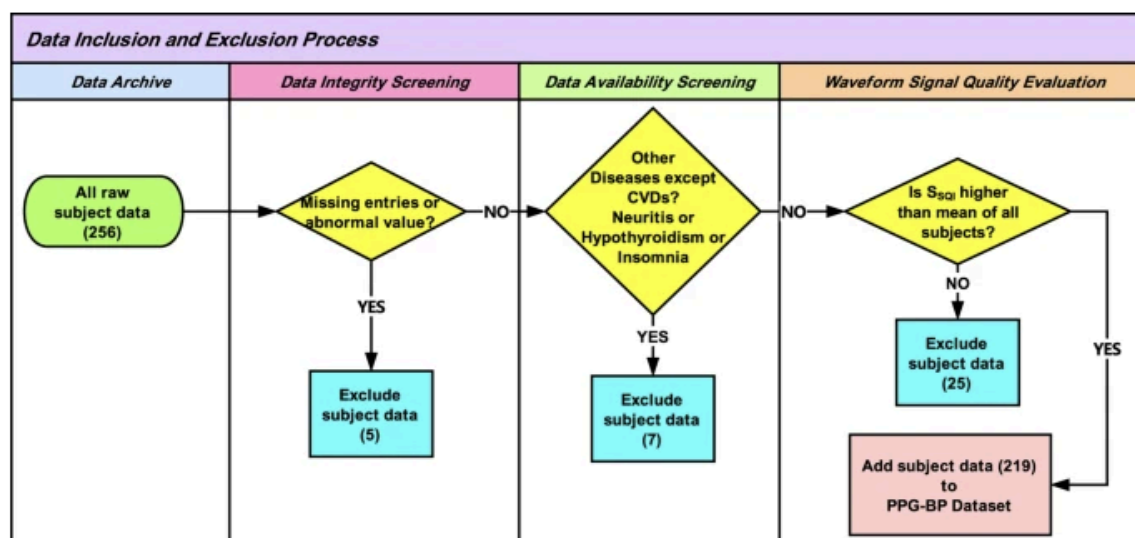 Data Inclusion and Exclusion Process
Data Archive
Data Integrity Screening
Data Availability Screening
Waveform Signal Quality Evaluation
All raw
subject data
(256)
Missing entries or
abnormal value?
NO
YES
Exclude
subject data
(5)
Other
Diseases except
CVDs?
Neuritis or
Hypothyroidism or
Insomnia
NO
YES
Exclude
subject data
(7)
Is SSQI higher
than mean of all
subjects?
NO
YES
Exclude
subject data
(25)
Add subject data (219)
to
PPG-BP Dataset